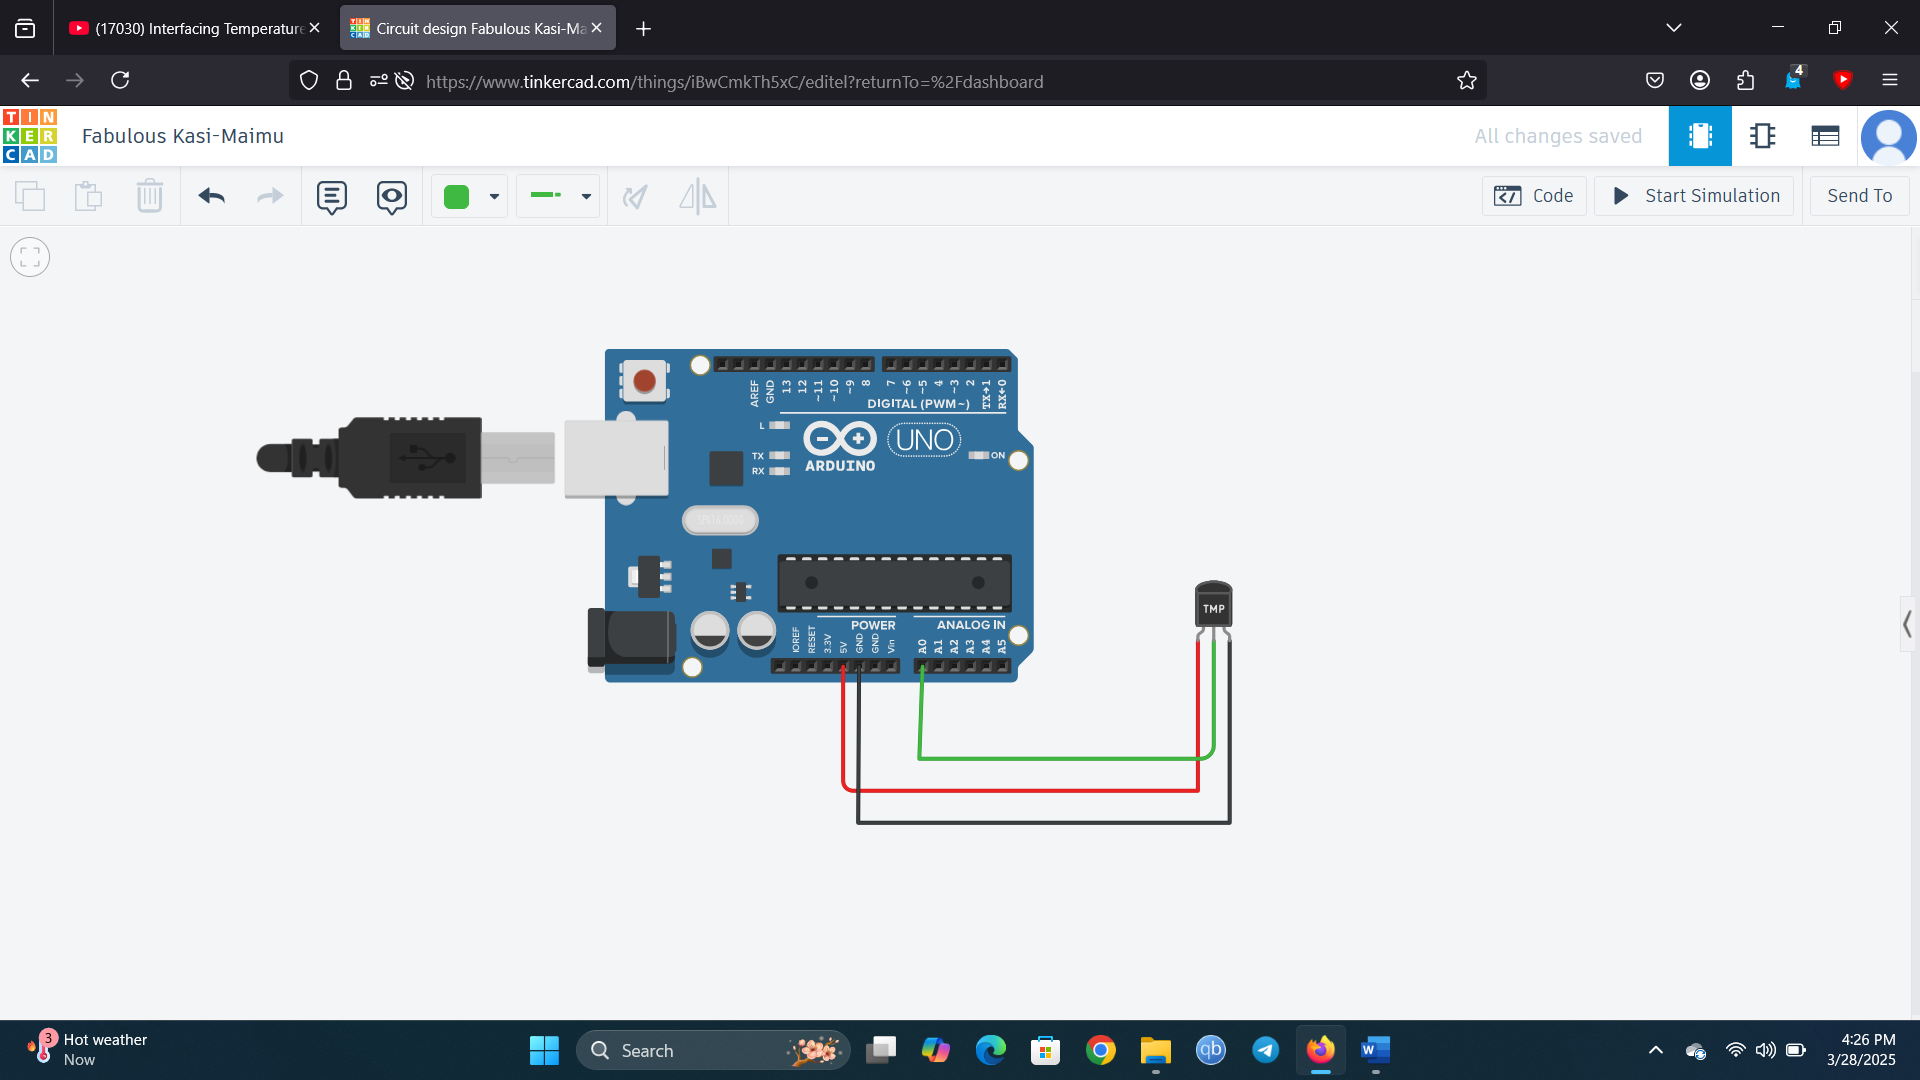 (17030) Interfacing Temperature
Circuit design Fabulous Kasi-Ma
https://www.tinkercad.com/things/iBwCmkTh5xC/editel?returnTo=%2Fdashboard
4
TIN
KER
CAD
Fabulous Kasi-Maimu
All changes saved
Code
Start Simulation
Send To
AREF
GND
13
12
~11
~10
~9
8
7
~6
~5
4
~3
2
TX→1
RX←0
DIGITAL (PWM~)
L
TX
RX
ARDUINO
UNO
ON
POWER
ANALOG IN
IOREF
RESET
3.3V
5V
GND
GND
Vin
A0
A1
A2
A3
A4
A5
TMP
3
Hot weather
Now
Search
qb
W
4:26 PM
3/28/2025